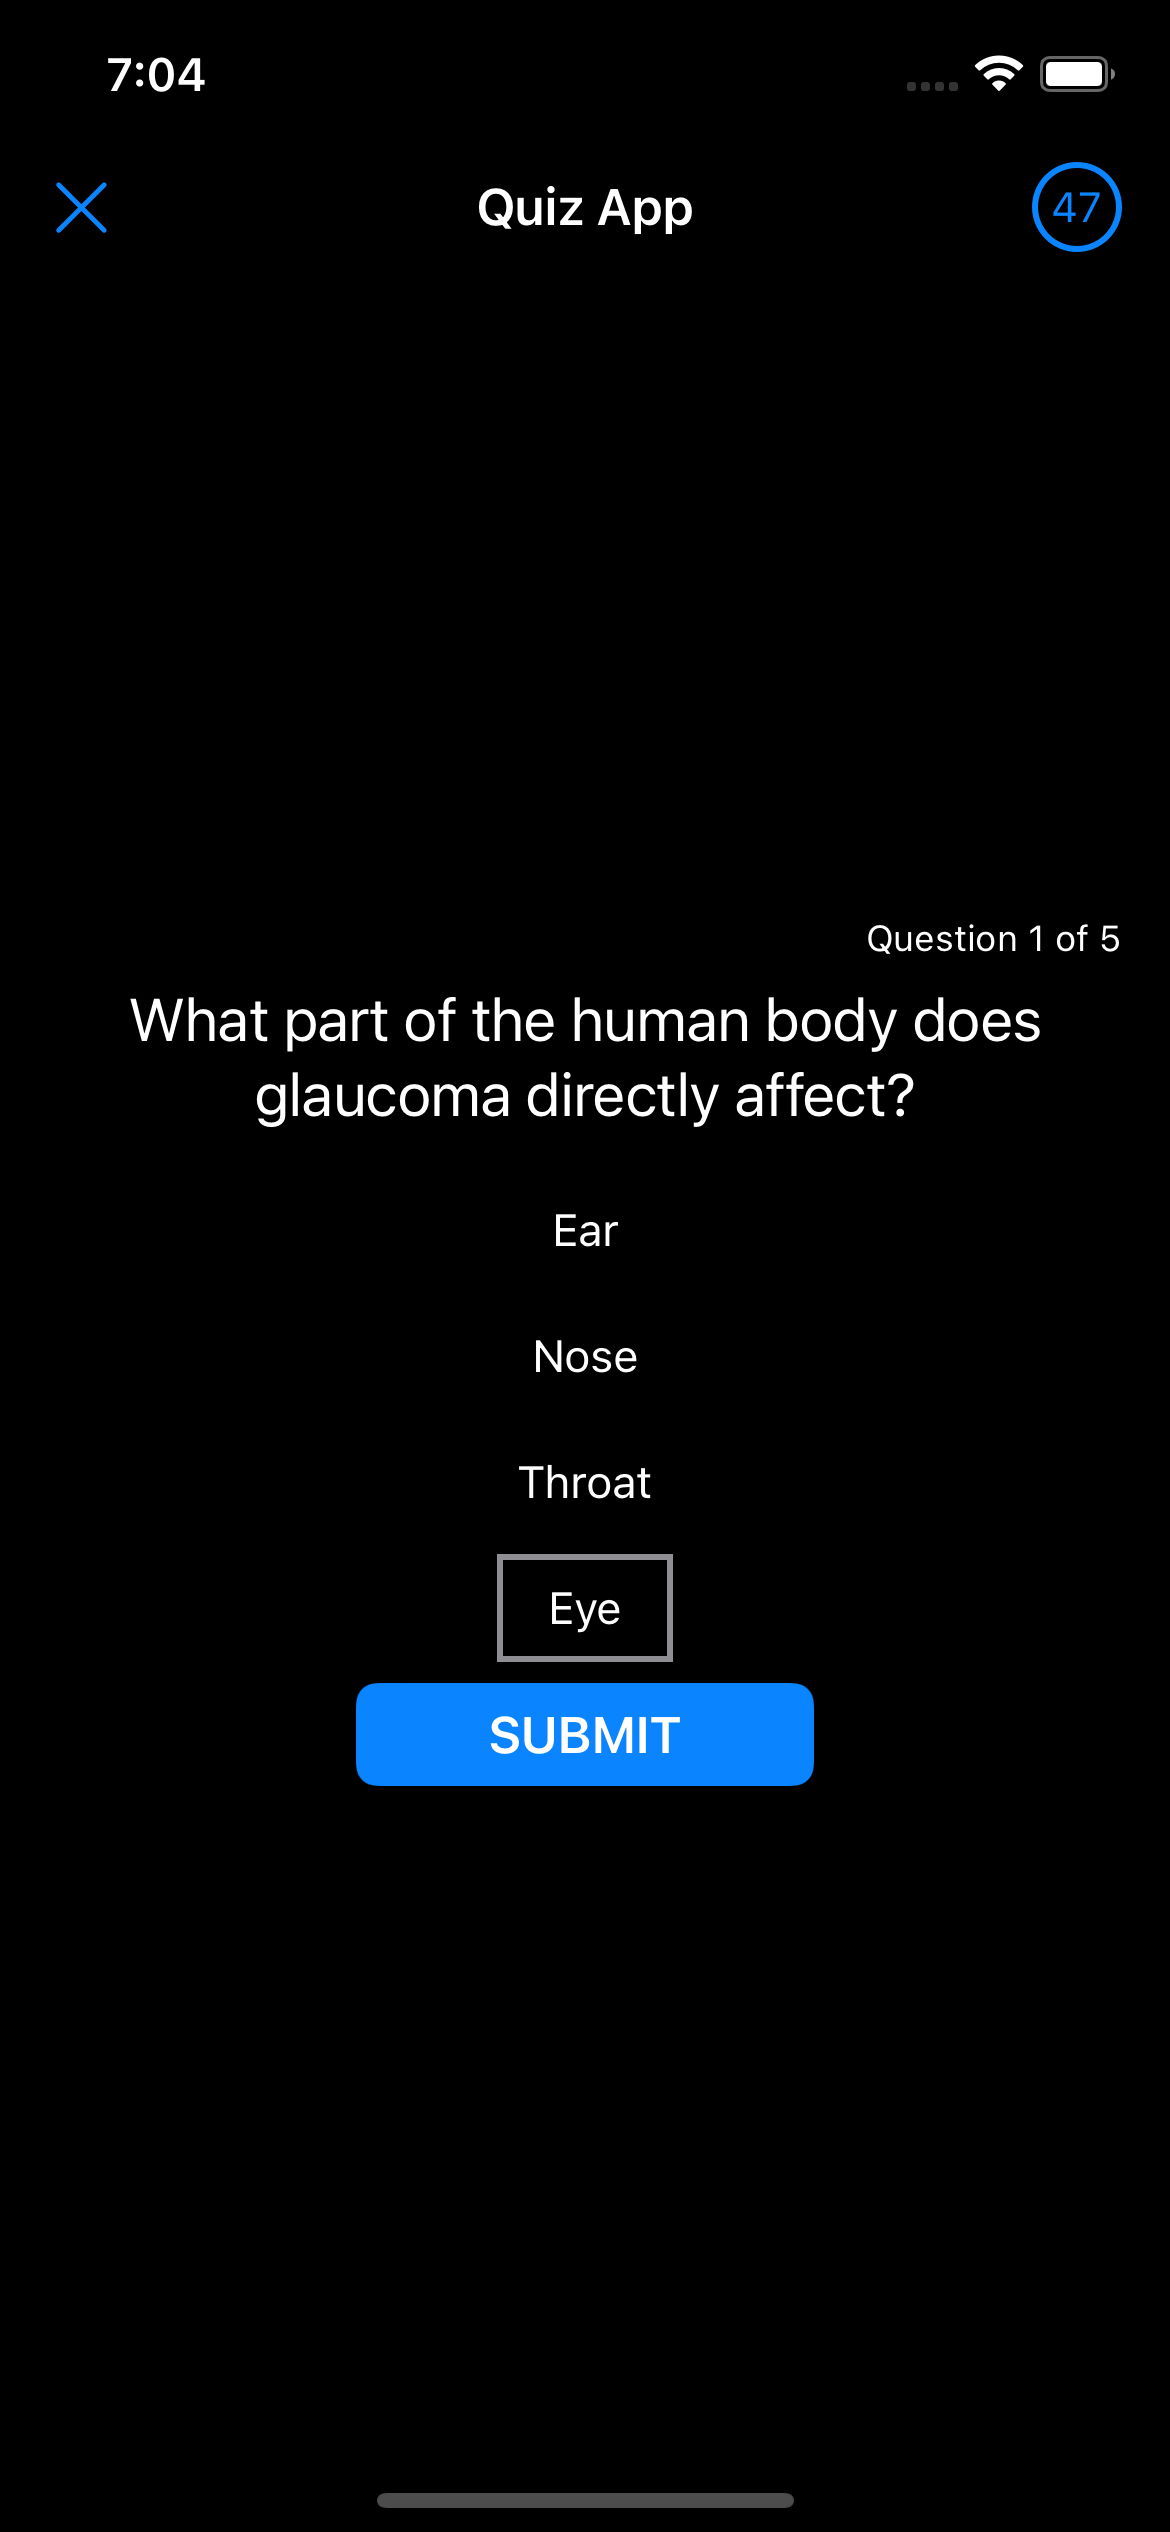 7:04
Quiz App
47
Question 1 of 5
What part of the human body does
glaucoma directly affect?
Ear
Nose
Throat
Eye
SUBMIT